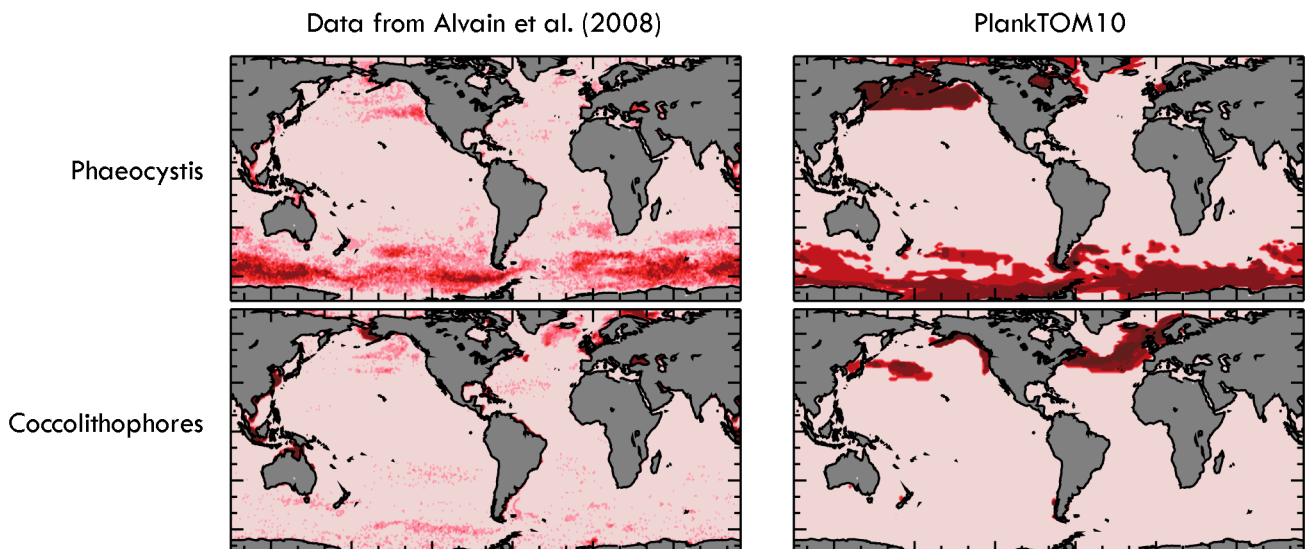 Data from Alvain et al. (2008)
PlankTOM10
Phaeocystis
Coccolithophores